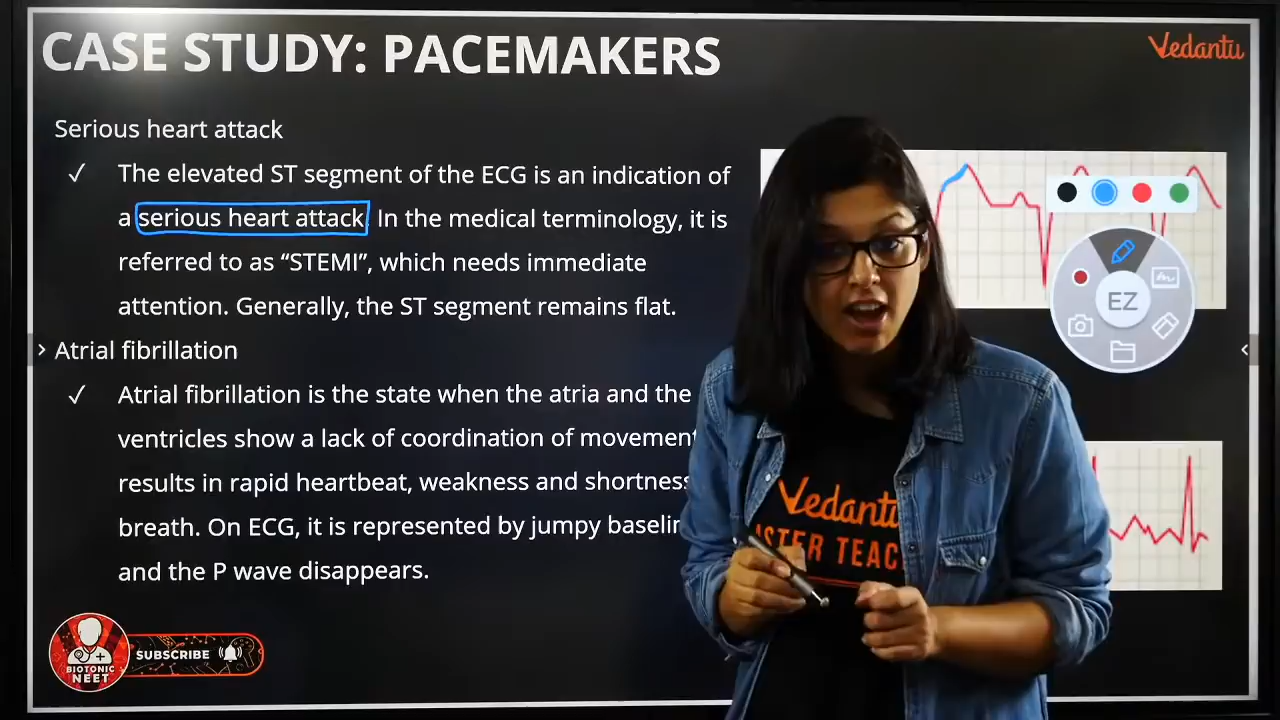 CASE STUDY: PACEMAKERS
Vedantu
Serious heart attack
✓ The elevated ST segment of the ECG is an indication of
a serious heart attack. In the medical terminology, it is
referred to as “STEMI”, which needs immediate
attention. Generally, the ST segment remains flat.
Atrial fibrillation
✓ Atrial fibrillation is the state when the atria and the
ventricles show a lack of coordination of movement
results in rapid heartbeat, weakness and shortness
breath. On ECG, it is represented by jumpy
and the P wave disappears.
EZ
Vedantu
TEACH
BIOTONIC
NEET
SUBSCRIBE